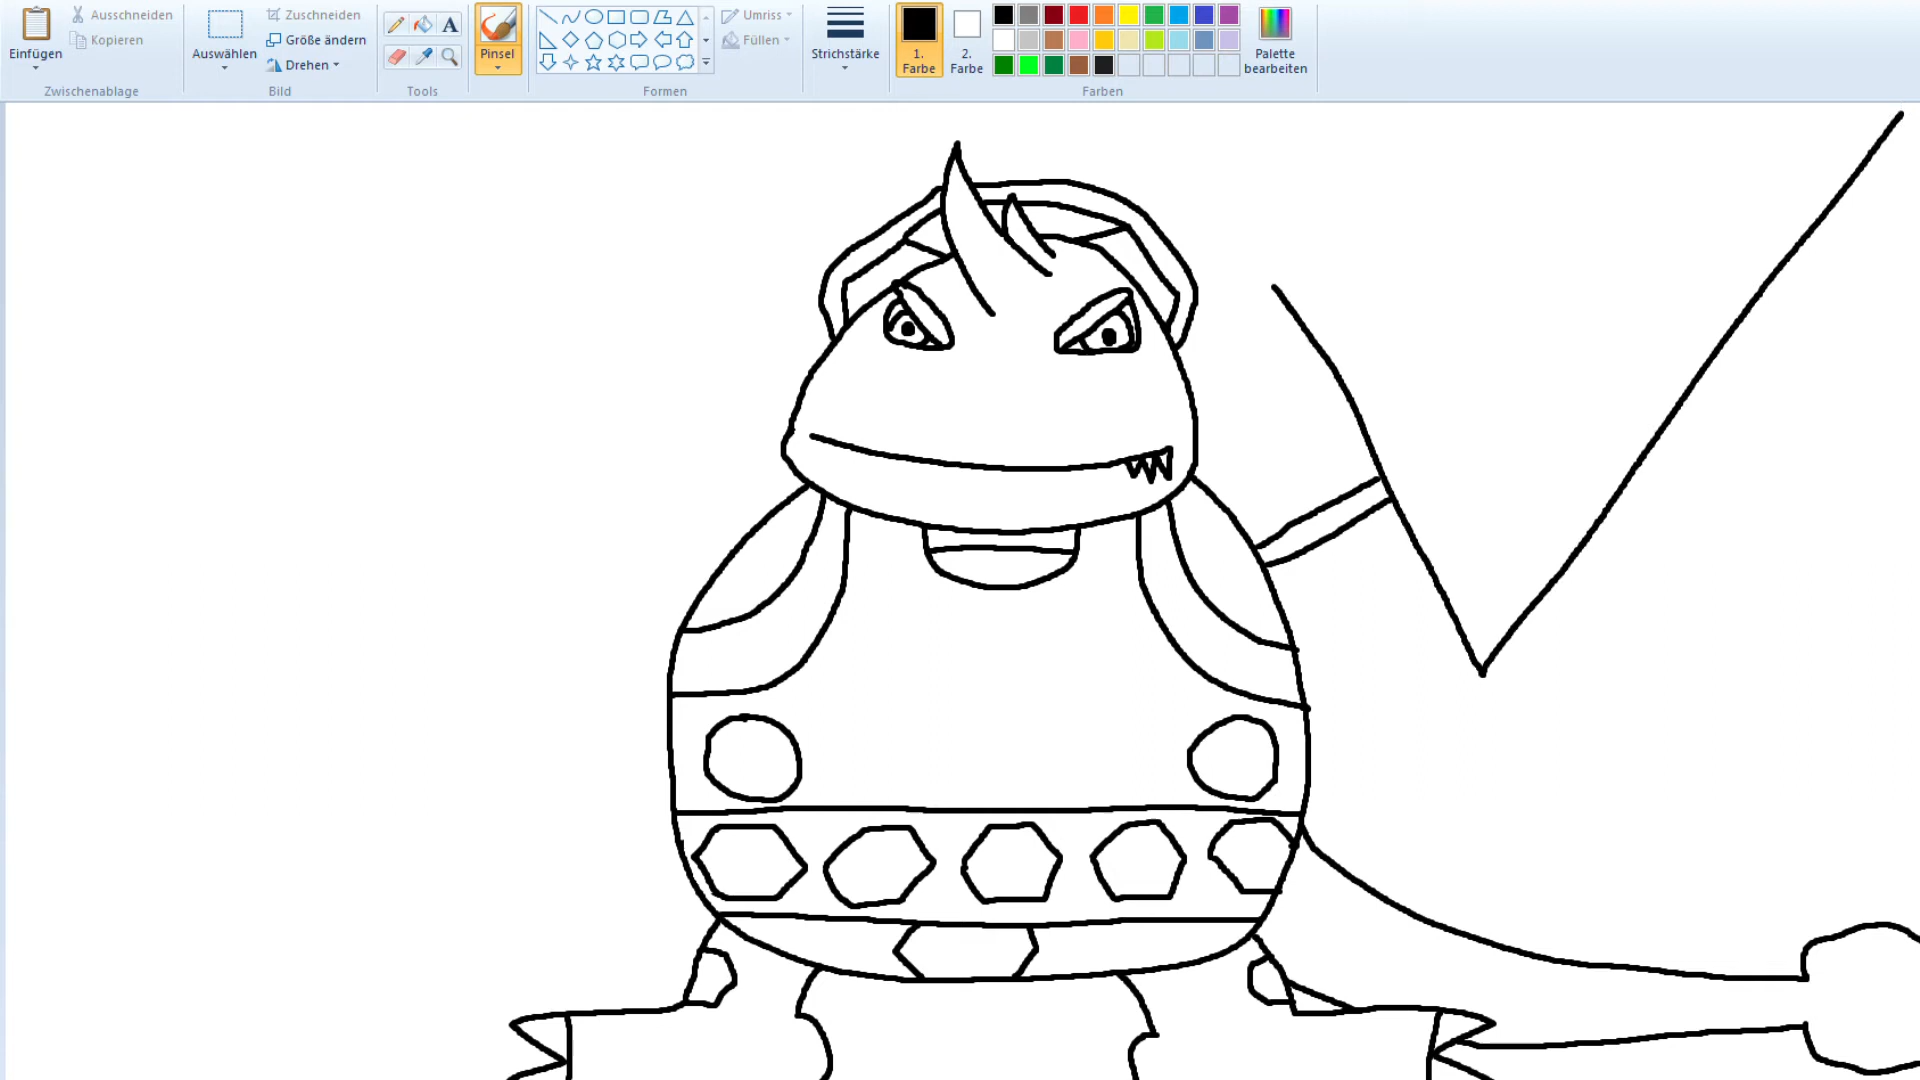 Einfügen
Ausschneiden
Kopieren
Zwischenablage
Auswählen
Zuschneiden
Größe ändern
Drehen
Bild
A
Tools
Pinsel
Formen
Umriss
Füllen
Strichstärke
1.
Farbe
2.
Farbe
Palette
bearbeiten
Farben